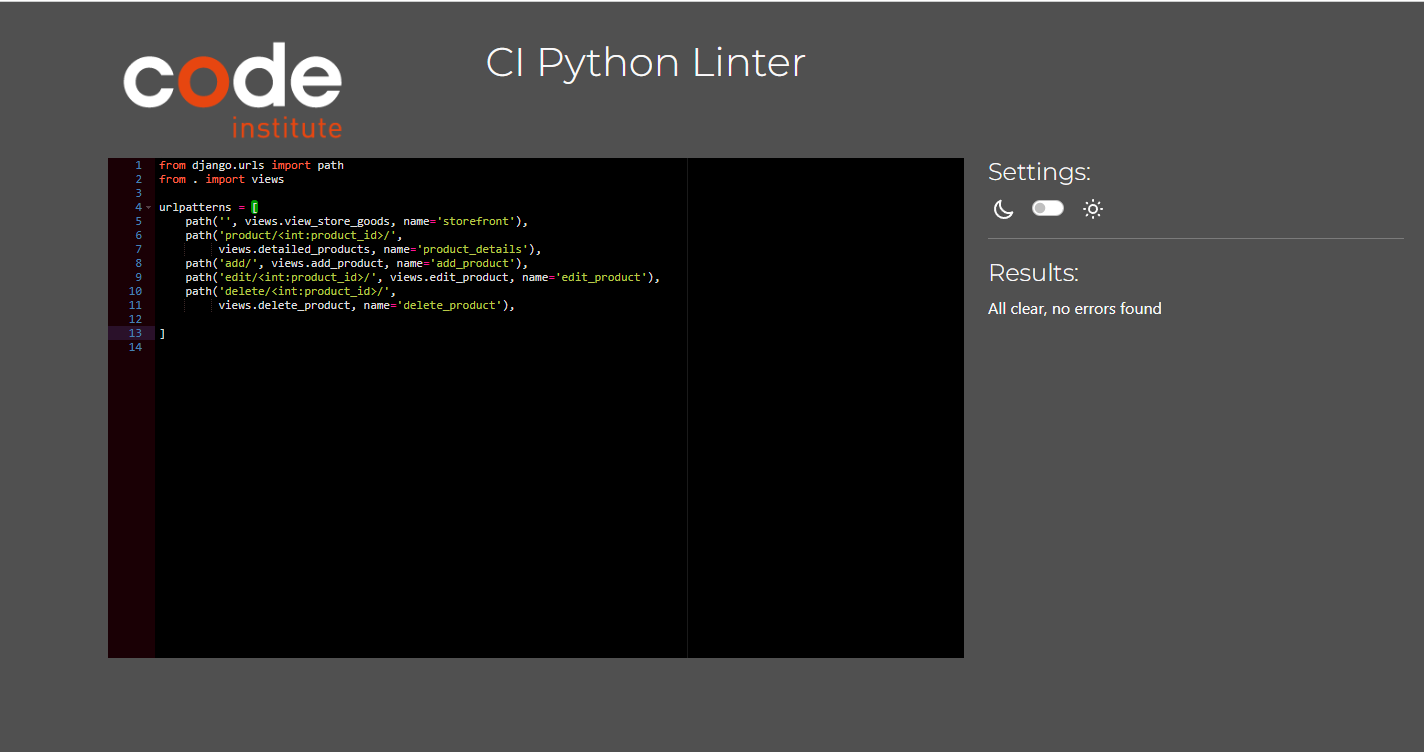 code
institute
CI Python Linter
1 from django.urls import path
2 from . import views
3
4 urlpatterns = [
5     path('', views.view_store_goods, name='storefront'),
6     path('product/<int:product_id>/',
7          views.detailed_products, name='product_details'),
8     path('add/', views.add_product, name='add_product'),
9     path('edit/<int:product_id>/', views.edit_product, name='edit_product'),
10     path('delete/<int:product_id>/',
11          views.delete_product, name='delete_product'),
12
13 ]
14
Settings:
Results:
All clear, no errors found